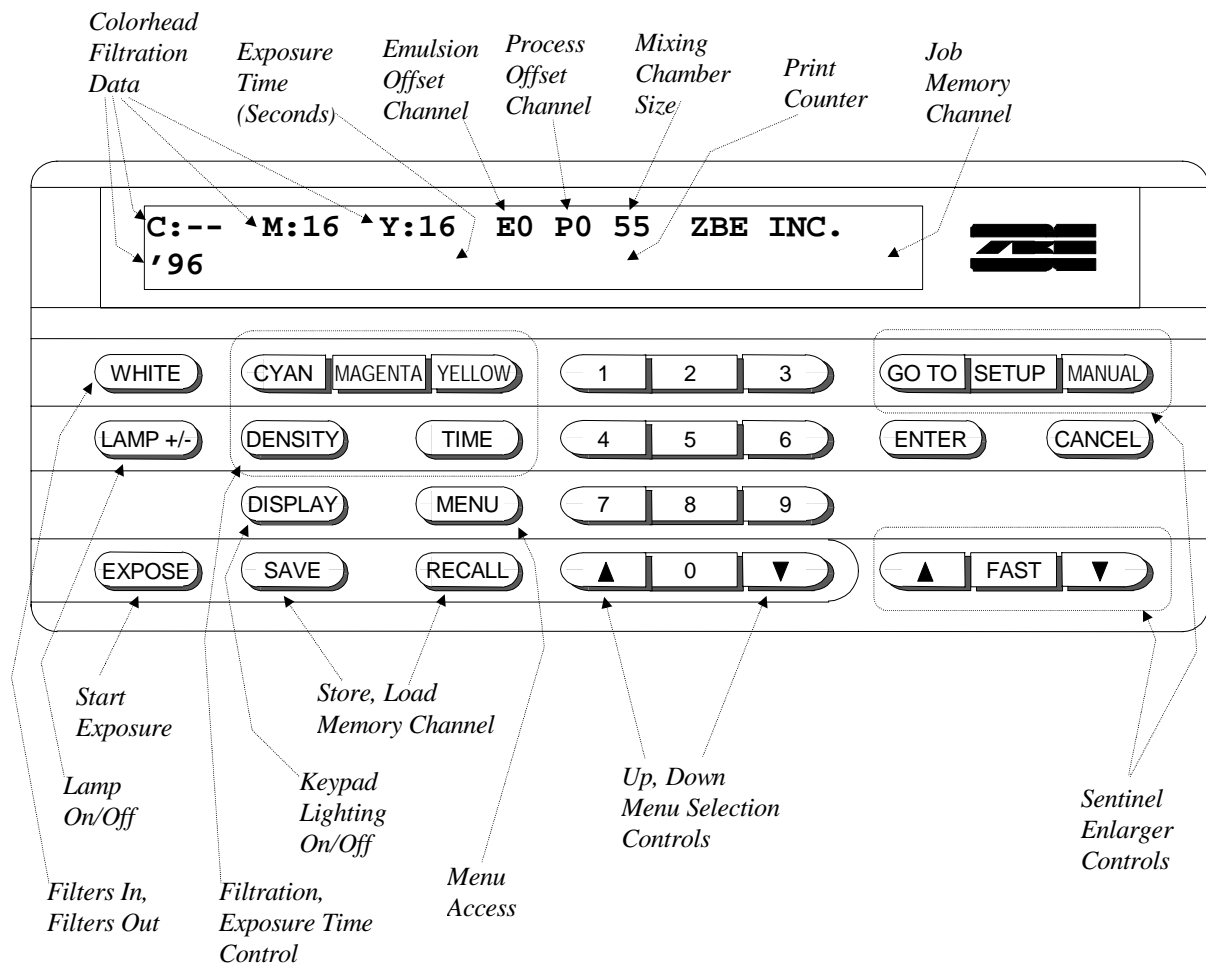 Colorhead
Filtration
Data
Exposure
Time
(Seconds)
Emulsion
Offset
Channel
Process
Offset
Channel
Mixing
Chamber
Size
Print
Counter
Job
Memory
Channel
C:-- M:16 Y:16 E0 P0 55 ZBE INC.
'96
ZBE
WHITE CYAN MAGENTA YELLOW 1 2 3 GO TO SETUP MANUAL
LAMP +/- DENSITY TIME 4 5 6 ENTER CANCEL
DISPLAY MENU 7 8 9
EXPOSE SAVE RECALL ▲ 0 ▼ ▲ FAST ▼
Start
Exposure
Store, Load
Memory Channel
Lamp
On/Off
Keypad
Lighting
On/Off
Up, Down
Menu Selection
Controls
Sentinel
Enlarger
Controls
Filters In,
Filters Out
Filtration,
Exposure Time
Control
Menu
Access